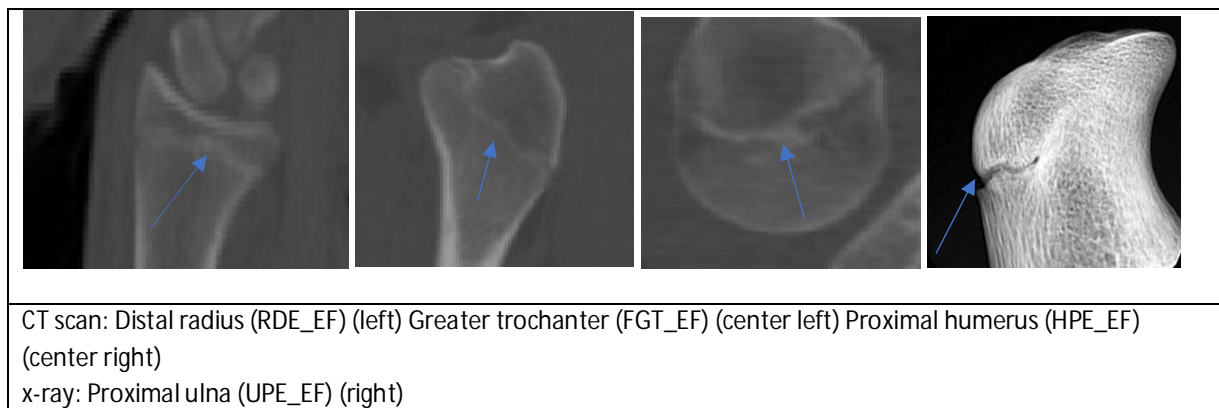 CT scan: Distal radius (RDE_EF) (left) Greater trochanter (FGT_EF) (center left) Proximal humerus (HPE_EF)
(center right)
x-ray: Proximal ulna (UPE_EF) (right)